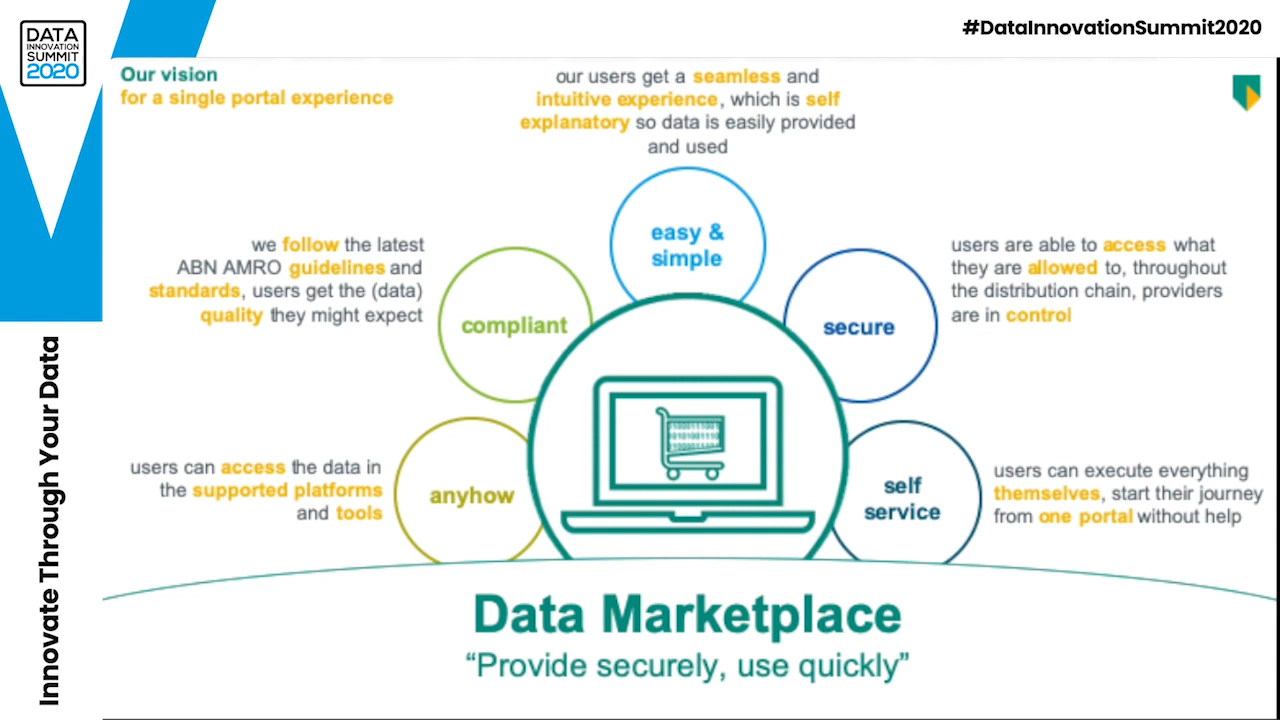 DATA
INNOVATION
SUMMIT
2020
#DataInnovationSummit2020
Innovate Through Your Data
Our vision
for a single portal experience
our users get a seamless and
intuitive experience, which is self
explanatory so data is easily provided
and used
easy &
simple
we follow the latest
ABN AMRO guidelines and
standards, users get the (data)
quality they might expect
compliant
secure
users are able to access what
they are allowed to, throughout
the distribution chain, providers
are in control
users can access the data in
the supported platforms
and tools
anyhow
self
service
users can execute everything
themselves, start their journey
from one portal without help
Data Marketplace
“Provide securely, use quickly”